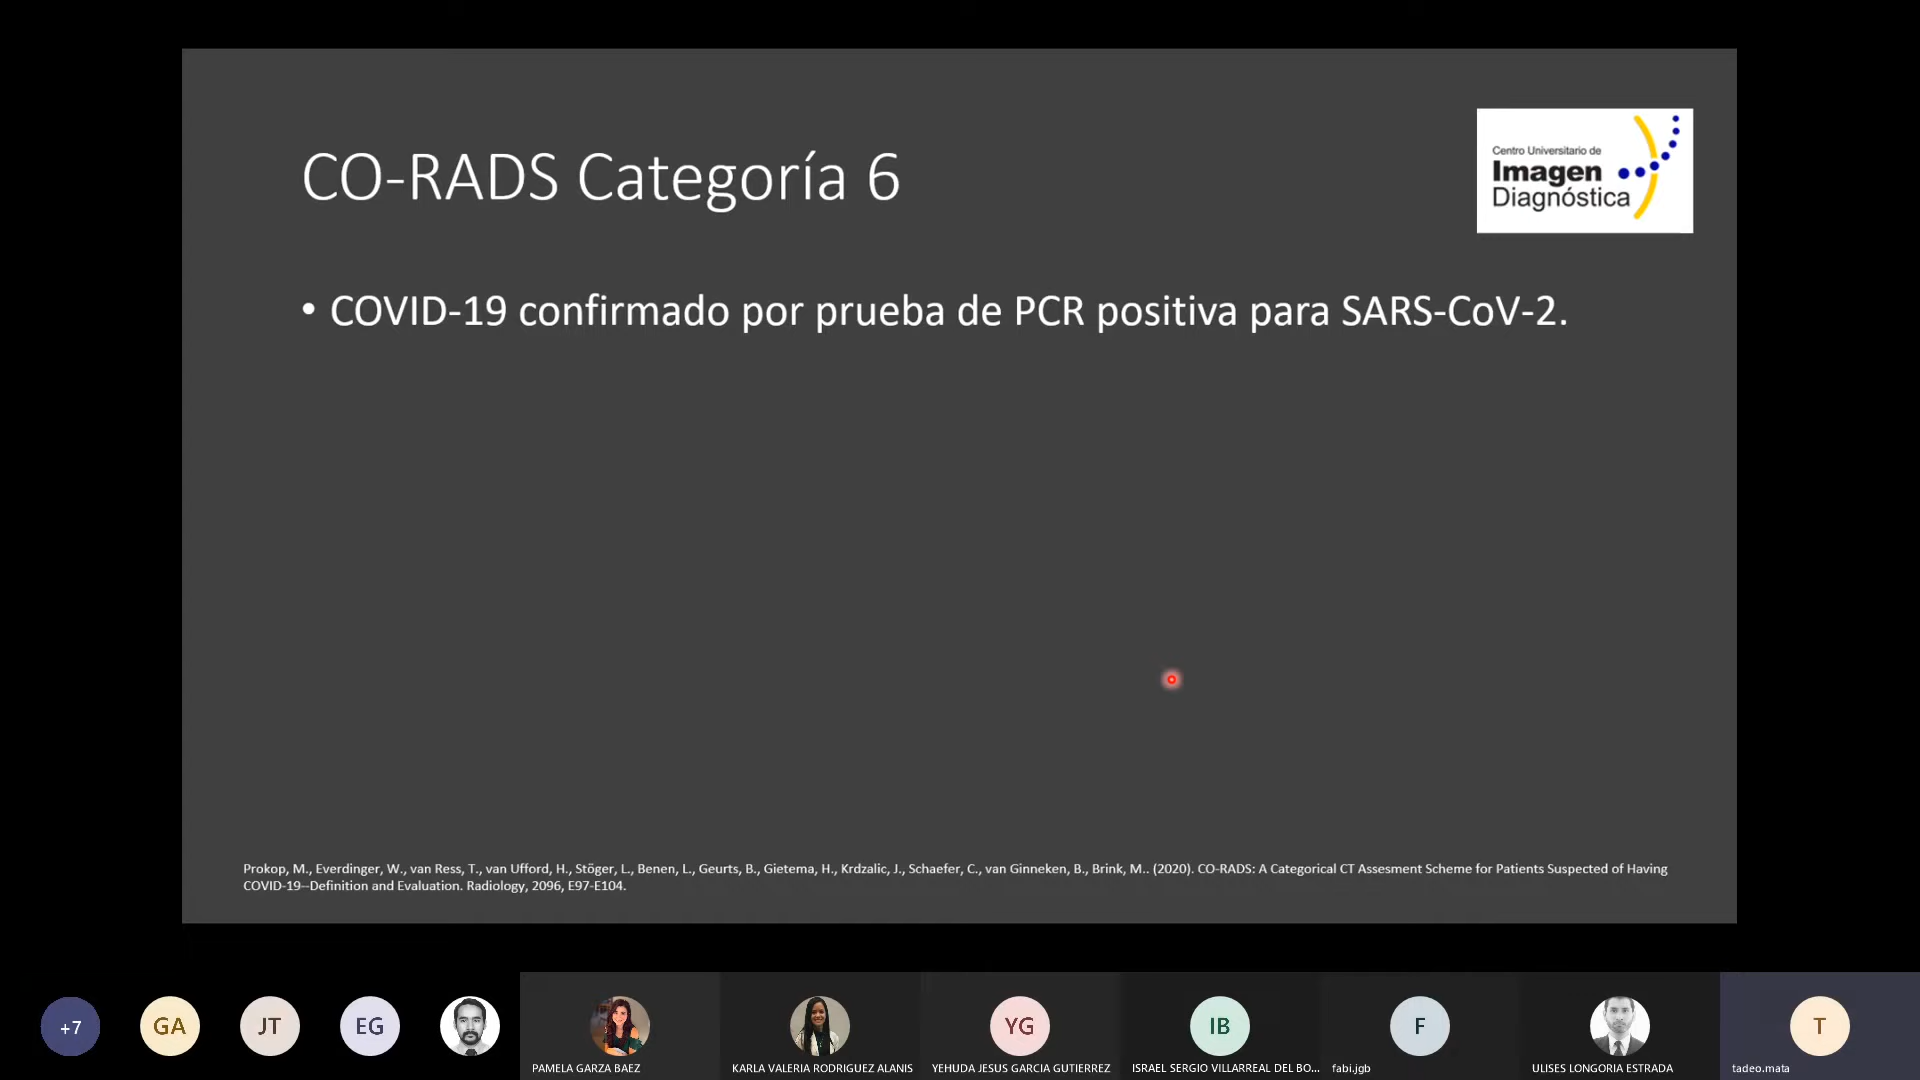 CO-RADS Categoría 6
Centro Universitario de
Imagen
Diagnóstica
• COVID-19 confirmado por prueba de PCR positiva para SARS-CoV-2.
Prokop, M., Everdinger, W., van Ress, T., van Ufford, H., Stöger, L., Benen, L., Geurts, B., Gietema, H., Krdzalic, J., Schaefer, C., van Ginneken, B., Brink, M.. (2020). CO-RADS: A Categorical CT Assesment Scheme for Patients Suspected of Having
COVID-19--Definition and Evaluation. Radiology, 2096, E97-E104.
+7
GA
JT
EG
YG
IB
F
T
PAMELA GARZA BAEZ
KARLA VALERIA RODRIGUEZ ALANIS
YEHUDA JESUS GARCIA GUTIERREZ
ISRAEL SERGIO VILLARREAL DEL BO...
fabi.jgb
ULISES LONGORIA ESTRADA
tadeo.mata